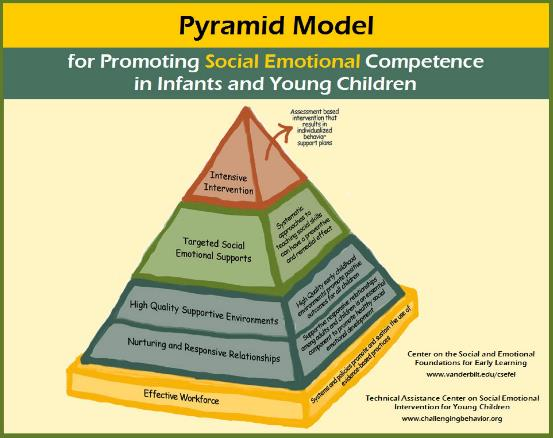 Pyramid Model
for Promoting Social Emotional Competence
in Infants and Young Children
Assessment based
intervention that
results in
individualized
behavior
support plans
Intensive
Intervention
Targeted Social
Emotional Supports
Systematic
approaches to
teaching social skills
can have a preventive
and remedial effect
High Quality Supportive Environments
High Quality early childhood
environments promote positive
outcomes for all children
Nurturing and Responsive Relationships
Supportive responsive relationships
among adults and children is an essential
component to promote healthy social
emotional development
Effective Workforce
Systems and policies promote and sustain the use of
evidence-based practices
Center on the Social and Emotional
Foundations for Early Learning
www.vanderbilt.edu/csefel
Technical Assistance Center on Social Emotional
Intervention for Young Children
www.challengingbehavior.org